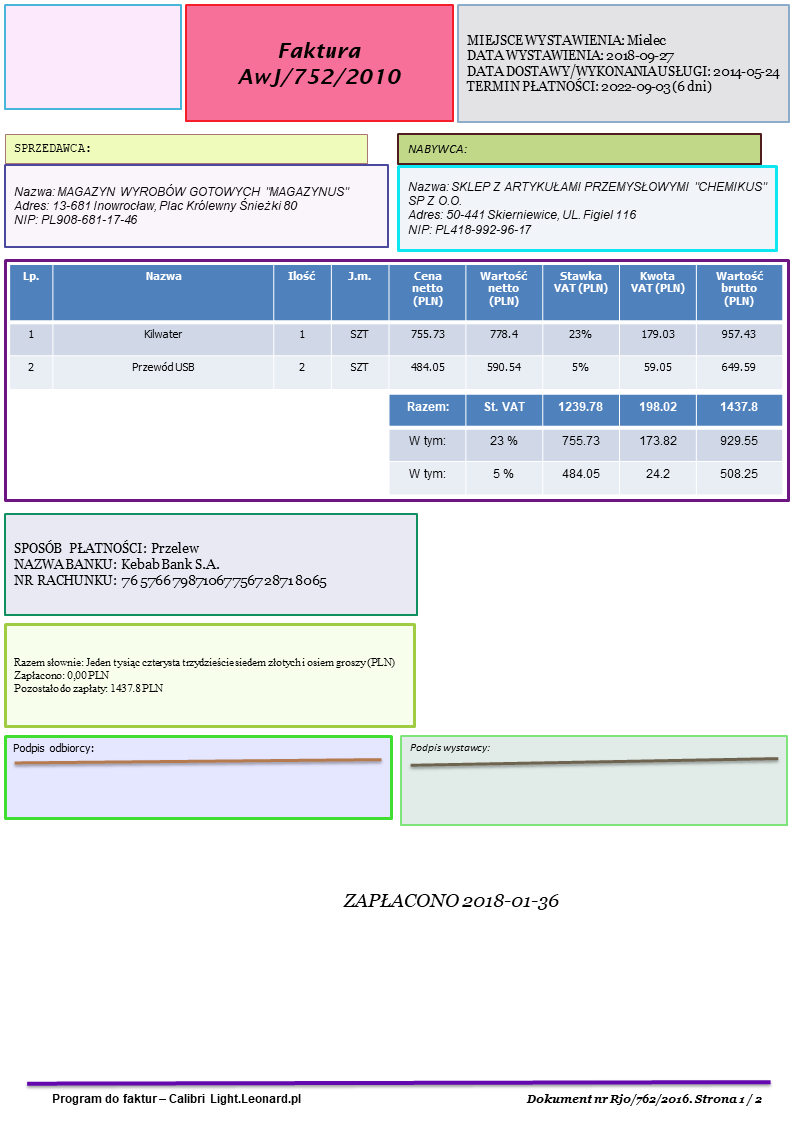 Faktura
AwJ/752/2010
MIEJSCE WYSTAWIENIA: Mielec
DATA WYSTAWIENIA: 2018-09-27
DATA DOSTAWY/WYKONANIA USŁUGI: 2014-05-24
TERMIN PŁATNOŚCI: 2022-09-03 (6 dni)
SPRZEDAWCA:
NABYWCA:
Nazwa: MAGAZYN WYROBÓW GOTOWYCH "MAGAZYNUS"
Adres: 13-681 Inowrocław, Plac Królewny Śnieżki 80
NIP: PL908-681-17-46
Nazwa: SKLEP Z ARTYKUŁAMI PRZEMYSŁOWYMI "CHEMIKUS"
SP Z O.O.
Adres: 50-441 Skierniewice, UL. Figiel 116
NIP: PL418-992-96-17
Lp. Nazwa Ilość J.m. Cena netto (PLN) Wartość netto (PLN) Stawka VAT (PLN) Kwota VAT (PLN) Wartość brutto (PLN)
1 Kilwater 1 SZT 755.73 778.4 23% 179.03 957.43
2 Przewód USB 2 SZT 484.05 590.54 5% 59.05 649.59
Razem: St. VAT 1239.78 198.02 1437.8
W tym: 23 % 755.73 173.82 929.55
W tym: 5 % 484.05 24.2 508.25
SPOSÓB PŁATNOŚCI: Przelew
NAZWA BANKU: Kebab Bank S.A.
NR RACHUNKU: 76 5766 7987 1067 7567 2871 8065
Razem słownie: Jeden tysiąc czterysta trzydzieści siedem złotych i osiem groszy (PLN)
Zapłacono: 0,00 PLN
Pozostało do zapłaty: 1437.8 PLN
Podpis odbiorcy:
Podpis wystawcy:
ZAPŁACONO 2018-01-36
Program do faktur – Calibri Light.Leonard.pl
Dokument nr Rjo/762/2016. Strona 1 / 2